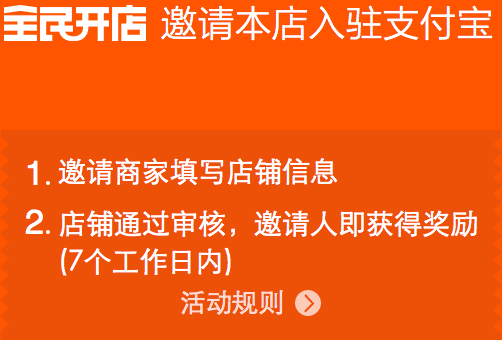 全民开店 邀请本店入驻支付宝
1. 邀请商家填写店铺信息
2. 店铺通过审核，邀请人即获得奖励
(7个工作日内)
活动规则